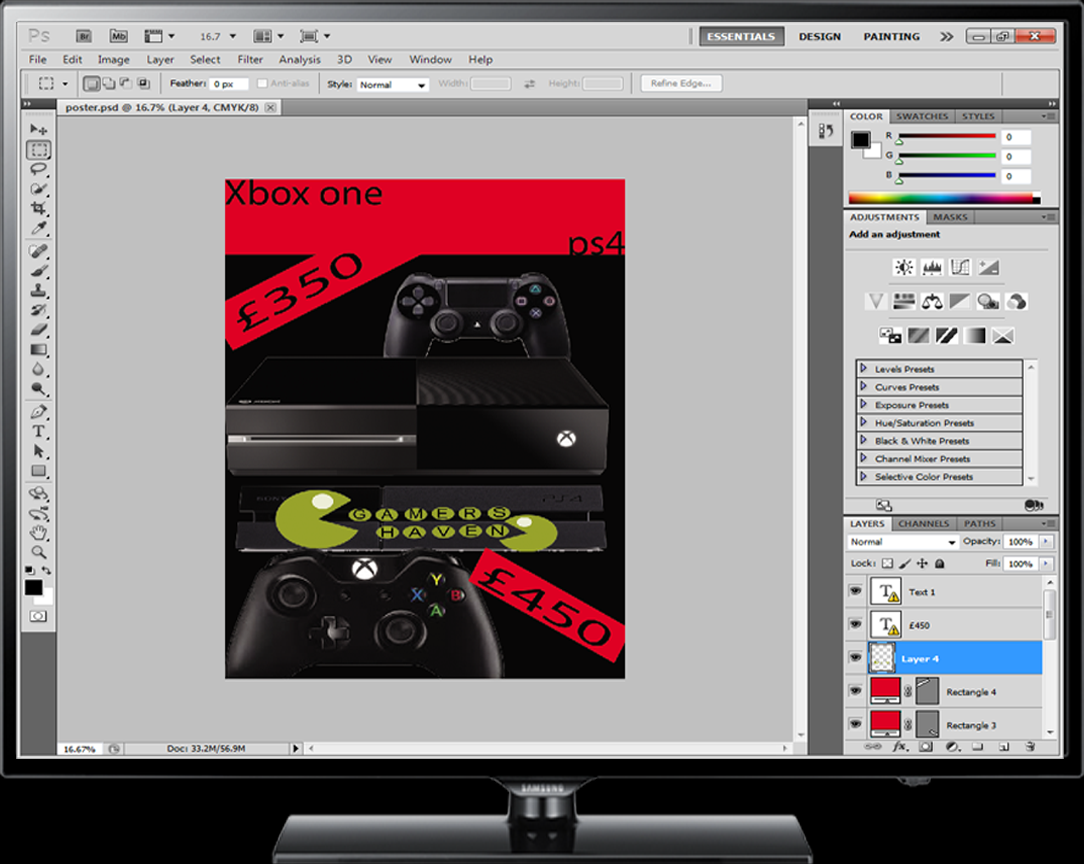 Ps Br Mb 16.7 ESSENTIALS DESIGN PAINTING
File Edit Image Layer Select Filter Analysis 3D View Window Help
Feather: 0 px Anti-alias Style: Normal Width: Height: Refine Edge...
poster.psd @ 16.7% (Layer 4, CMYK/8)
COLOR SWATCHES STYLES
R 0
G 0
B 0
ADJUSTMENTS MASKS
Add an adjustment
Levels Presets
Curves Presets
Exposure Presets
Hue/Saturation Presets
Black & White Presets
Channel Mixer Presets
Selective Color Presets
LAYERS CHANNELS PATHS
Normal Opacity: 100%
Lock: Fill: 100%
T Text 1
T £450
Layer 4
Rectangle 4
Rectangle 3
fx
T
Xbox one
ps4
£350
SONY PS4
GAMERS
HAVEN
Y
X B
A
£450
16.67% Doc: 33.2M/56.9M
SAMSUNG